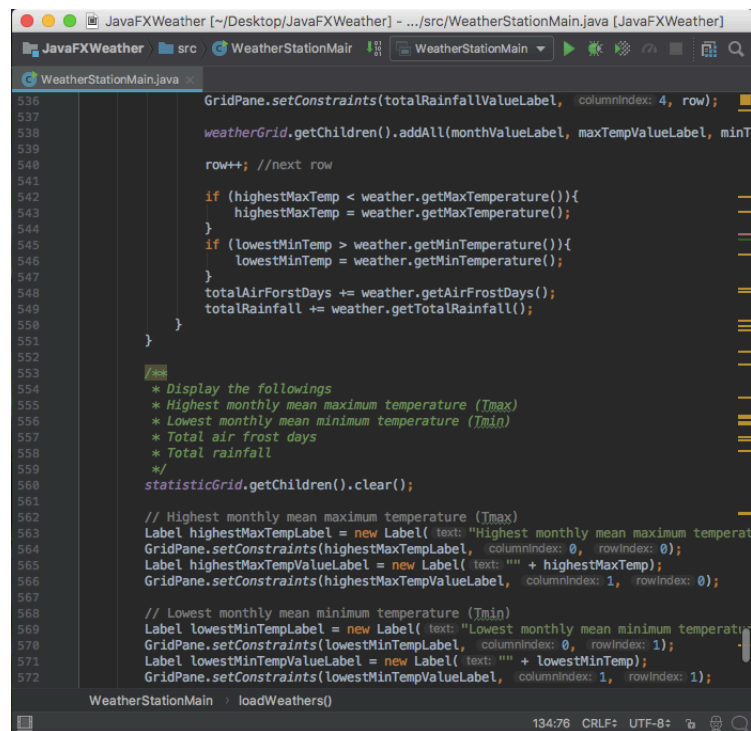 JavaFXWeather [~/Desktop/JavaFXWeather] - .../src/WeatherStationMain.java [JavaFXWeather]
JavaFXWeather src WeatherStationMair WeatherStationMain
WeatherStationMain.java
536 GridPane.setConstraints(totalRainfallValueLabel, columnIndex: 4, row);
537
538 weatherGrid.getChildren().addAll(monthValueLabel, maxTempValueLabel, minT
539
540 row++; //next row
541
542 if (highestMaxTemp < weather.getMaxTemperature()){
543 highestMaxTemp = weather.getMaxTemperature();
544 }
545 if (lowestMinTemp > weather.getMinTemperature()){
546 lowestMinTemp = weather.getMinTemperature();
547 }
548 totalAirForstDays += weather.getAirFrostDays();
549 totalRainfall += weather.getTotalRainfall();
550 }
551 }
552
553 /**
554 * Display the followings
555 * Highest monthly mean maximum temperature (Tmax)
556 * Lowest monthly mean minimum temperature (Tmin)
557 * Total air frost days
558 * Total rainfall
559 */
560 statisticGrid.getChildren().clear();
561
562 // Highest monthly mean maximum temperature (Tmax)
563 Label highestMaxTempLabel = new Label( text: "Highest monthly mean maximum temperat
564 GridPane.setConstraints(highestMaxTempLabel, columnIndex: 0, rowIndex: 0);
565 Label highestMaxTempValueLabel = new Label( text: "" + highestMaxTemp);
566 GridPane.setConstraints(highestMaxTempValueLabel, columnIndex: 1, rowIndex: 0);
567
568 // Lowest monthly mean minimum temperature (Tmin)
569 Label lowestMinTempLabel = new Label( text: "Lowest monthly mean minimum temperatur
570 GridPane.setConstraints(lowestMinTempLabel, columnIndex: 0, rowIndex: 1);
571 Label lowestMinTempValueLabel = new Label( text: "" + lowestMinTemp);
572 GridPane.setConstraints(lowestMinTempValueLabel, columnIndex: 1, rowIndex: 1);
WeatherStationMain > loadWeathers()
134:76 CRLF UTF-8